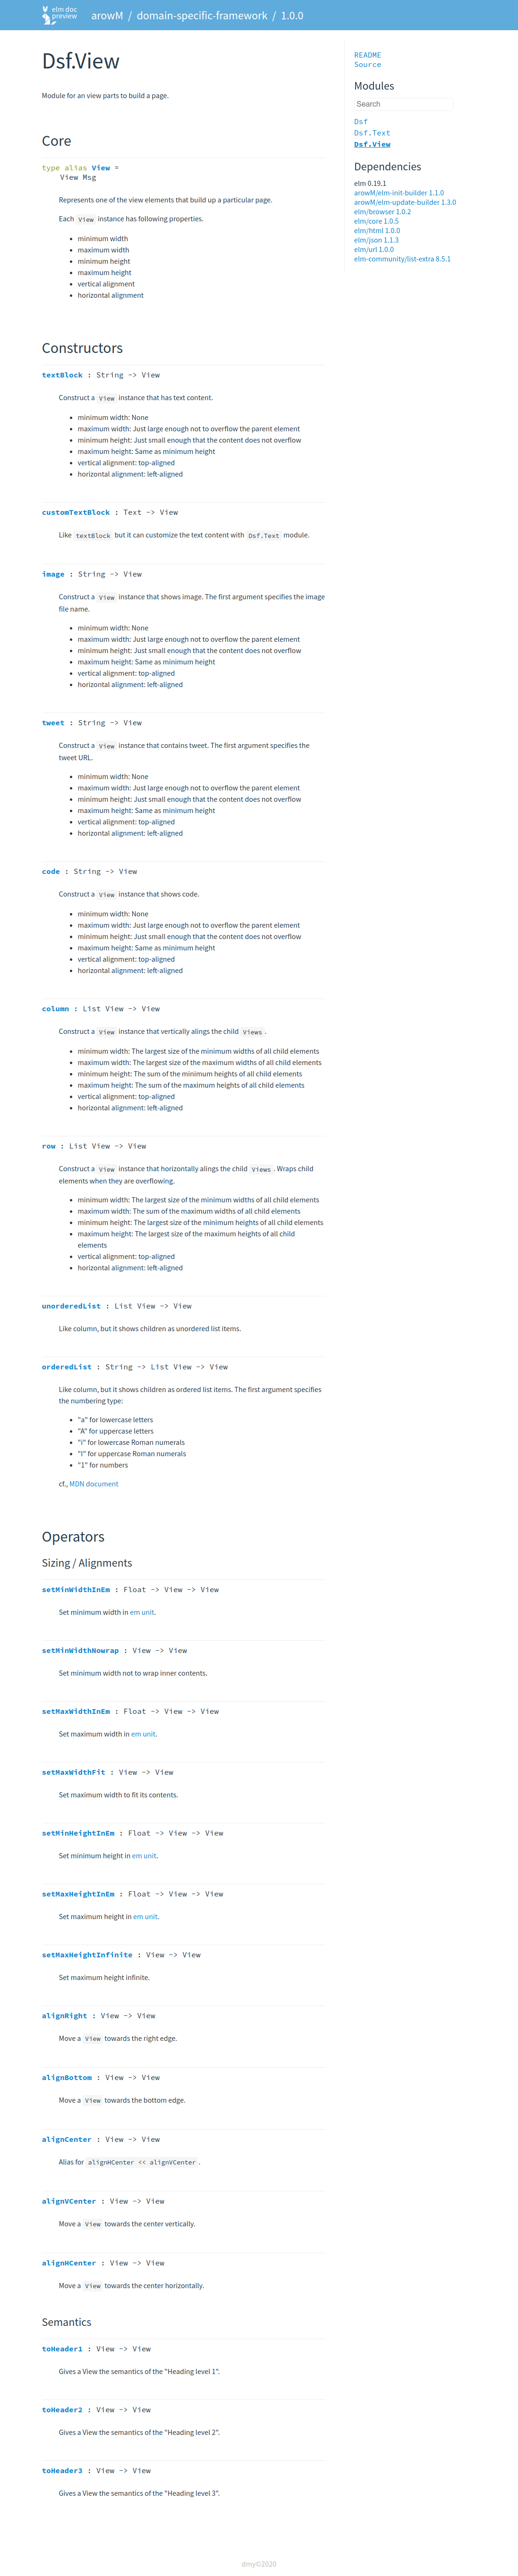 elm doc
preview
arowM / domain-specific-framework / 1.0.0
Dsf.View
Module for an view parts to build a page.
Core
type alias View =
View Msg
Represents one of the view elements that build up a particular page.
Each View instance has following properties.
minimum width
maximum width
minimum height
maximum height
vertical alignment
horizontal alignment
Constructors
textBlock : String -> View
Construct a View instance that has text content.
minimum width: None
maximum width: Just large enough not to overflow the parent element
minimum height: Just small enough that the content does not overflow
maximum height: Same as minimum height
vertical alignment: top-aligned
horizontal alignment: left-aligned
customTextBlock : Text -> View
Like textBlock but it can customize the text content with Dsf.Text module.
image : String -> View
Construct a View instance that shows image. The first argument specifies the image
file name.
minimum width: None
maximum width: Just large enough not to overflow the parent element
minimum height: Just small enough that the content does not overflow
maximum height: Same as minimum height
vertical alignment: top-aligned
horizontal alignment: left-aligned
tweet : String -> View
Construct a View instance that contains tweet. The first argument specifies the
tweet URL.
minimum width: None
maximum width: Just large enough not to overflow the parent element
minimum height: Just small enough that the content does not overflow
maximum height: Same as minimum height
vertical alignment: top-aligned
horizontal alignment: left-aligned
code : String -> View
Construct a View instance that shows code.
minimum width: None
maximum width: Just large enough not to overflow the parent element
minimum height: Just small enough that the content does not overflow
maximum height: Same as minimum height
vertical alignment: top-aligned
horizontal alignment: left-aligned
column : List View -> View
Construct a View instance that vertically alings the child Views .
minimum width: The largest size of the minimum widths of all child elements
maximum width: The largest size of the maximum widths of all child elements
minimum height: The sum of the minimum heights of all child elements
maximum height: The sum of the maximum heights of all child elements
vertical alignment: top-aligned
horizontal alignment: left-aligned
row : List View -> View
Construct a View instance that horizontally alings the child Views . Wraps child
elements when they are overflowing.
minimum width: The largest size of the minimum widths of all child elements
maximum width: The sum of the maximum widths of all child elements
minimum height: The largest size of the minimum heights of all child elements
maximum height: The largest size of the maximum heights of all child
elements
vertical alignment: top-aligned
horizontal alignment: left-aligned
unorderedList : List View -> View
Like column, but it shows children as unordered list items.
orderedList : String -> List View -> View
Like column, but it shows children as ordered list items. The first argument specifies
the numbering type:
"a" for lowercase letters
"A" for uppercase letters
"i" for lowercase Roman numerals
"I" for uppercase Roman numerals
"1" for numbers
cf., MDN document
Operators
Sizing / Alignments
setMinWidthInEm : Float -> View -> View
Set minimum width in em unit.
setMinWidthNowrap : View -> View
Set minimum width not to wrap inner contents.
setMaxWidthInEm : Float -> View -> View
Set maximum width in em unit.
setMaxWidthFit : View -> View
Set maximum width to fit its contents.
setMinHeightInEm : Float -> View -> View
Set minimum height in em unit.
setMaxHeightInEm : Float -> View -> View
Set maximum height in em unit.
setMaxHeightInfinite : View -> View
Set maximum height infinite.
alignRight : View -> View
Move a View towards the right edge.
alignBottom : View -> View
Move a View towards the bottom edge.
alignCenter : View -> View
Alias for alignHCenter << alignVCenter .
alignVCenter : View -> View
Move a View towards the center vertically.
alignHCenter : View -> View
Move a View towards the center horizontally.
Semantics
toHeader1 : View -> View
Gives a View the semantics of the "Heading level 1".
toHeader2 : View -> View
Gives a View the semantics of the "Heading level 2".
toHeader3 : View -> View
Gives a View the semantics of the "Heading level 3".
README
Source
Modules
Search
Dsf
Dsf.Text
Dsf.View
Dependencies
elm 0.19.1
arowM/elm-init-builder 1.1.0
arowM/elm-update-builder 1.3.0
elm/browser 1.0.2
elm/core 1.0.5
elm/html 1.0.0
elm/json 1.1.3
elm/url 1.0.0
elm-community/list-extra 8.5.1
dmy©2020